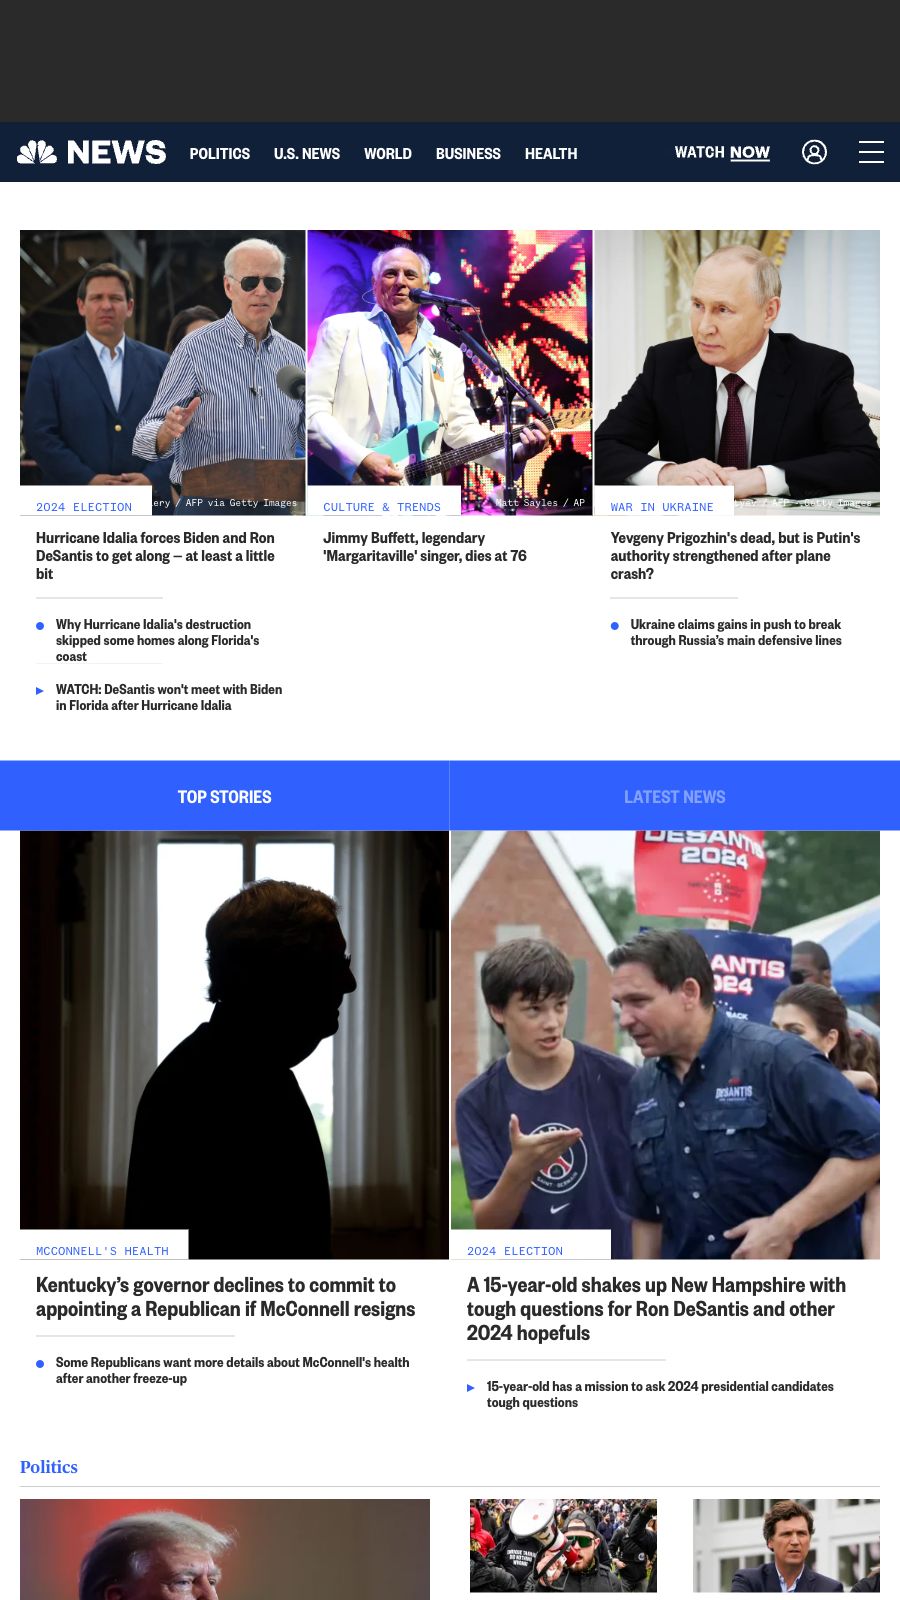 NEWS
POLITICS
U.S. NEWS
WORLD
BUSINESS
HEALTH
WATCH NOW
/ AFP via Getty Images
Matt Sayles / AP
Getty Images
2024 ELECTION
CULTURE & TRENDS
WAR IN UKRAINE
Hurricane Idalia forces Biden and Ron
DeSantis to get along — at least a little
bit
Why Hurricane Idalia's destruction
skipped some homes along Florida's
coast
WATCH: DeSantis won't meet with Biden
in Florida after Hurricane Idalia
Jimmy Buffett, legendary
'Margaritaville' singer, dies at 76
Yevgeny Prigozhin's dead, but is Putin's
authority strengthened after plane
crash?
Ukraine claims gains in push to break
through Russia’s main defensive lines
TOP STORIES
LATEST NEWS
DESANTIS
2024
DESANTIS
PARIS
SAINT-GERMAIN
MCCONNELL'S HEALTH
Kentucky’s governor declines to commit to
appointing a Republican if McConnell resigns
Some Republicans want more details about McConnell's health
after another freeze-up
2024 ELECTION
A 15-year-old shakes up New Hampshire with
tough questions for Ron DeSantis and other
2024 hopefuls
15-year-old has a mission to ask 2024 presidential candidates
tough questions
Politics